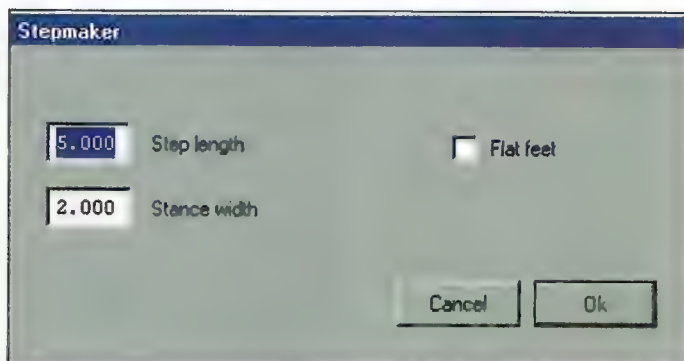 Stepmaker
5.000 Step length
Flat feet
2.000 Stance width
Cancel Ok